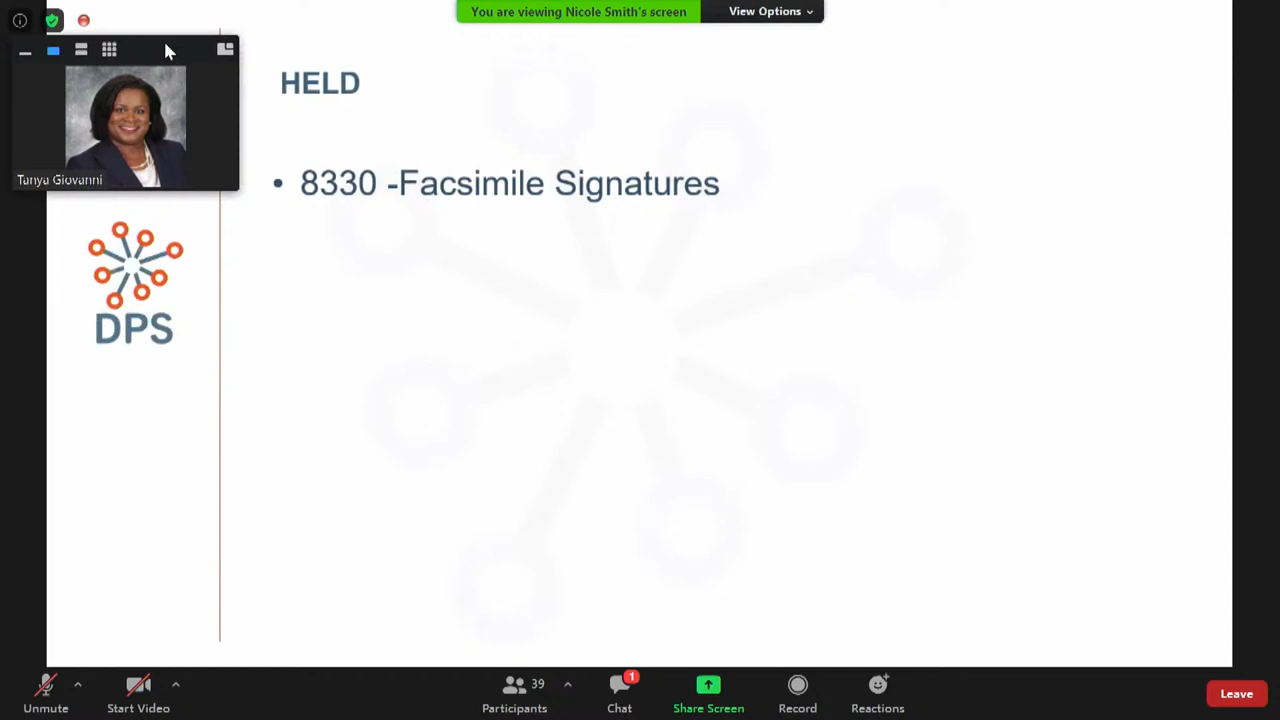 You are viewing Nicole Smith's screen
View Options
HELD
• 8330 -Facsimile Signatures
Tanya Giovanni
DPS
Unmute
Start Video
39
Participants
1
Chat
Share Screen
Record
Reactions
Leave